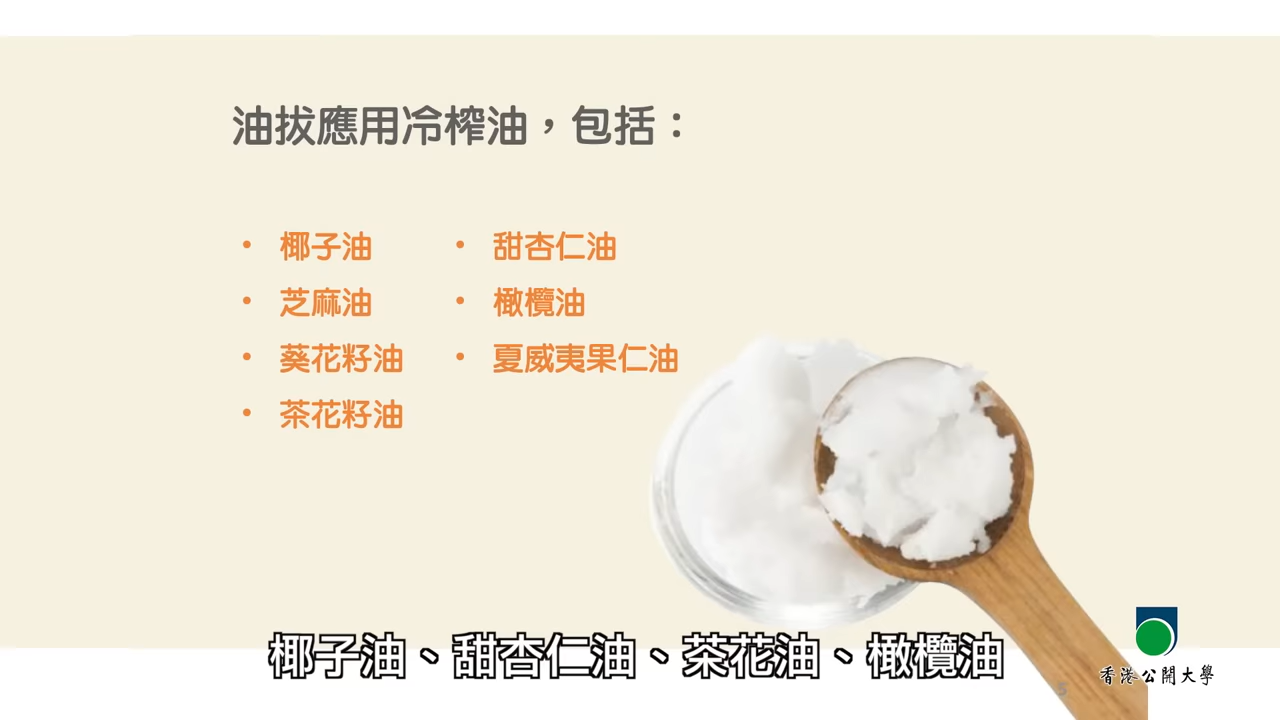 油拔應用冷榨油，包括：
• 椰子油
• 芝麻油
• 葵花籽油
• 茶花籽油
• 甜杏仁油
• 橄欖油
• 夏威夷果仁油
椰子油、甜杏仁油、茶花油、橄欖油
香港公開大學
5